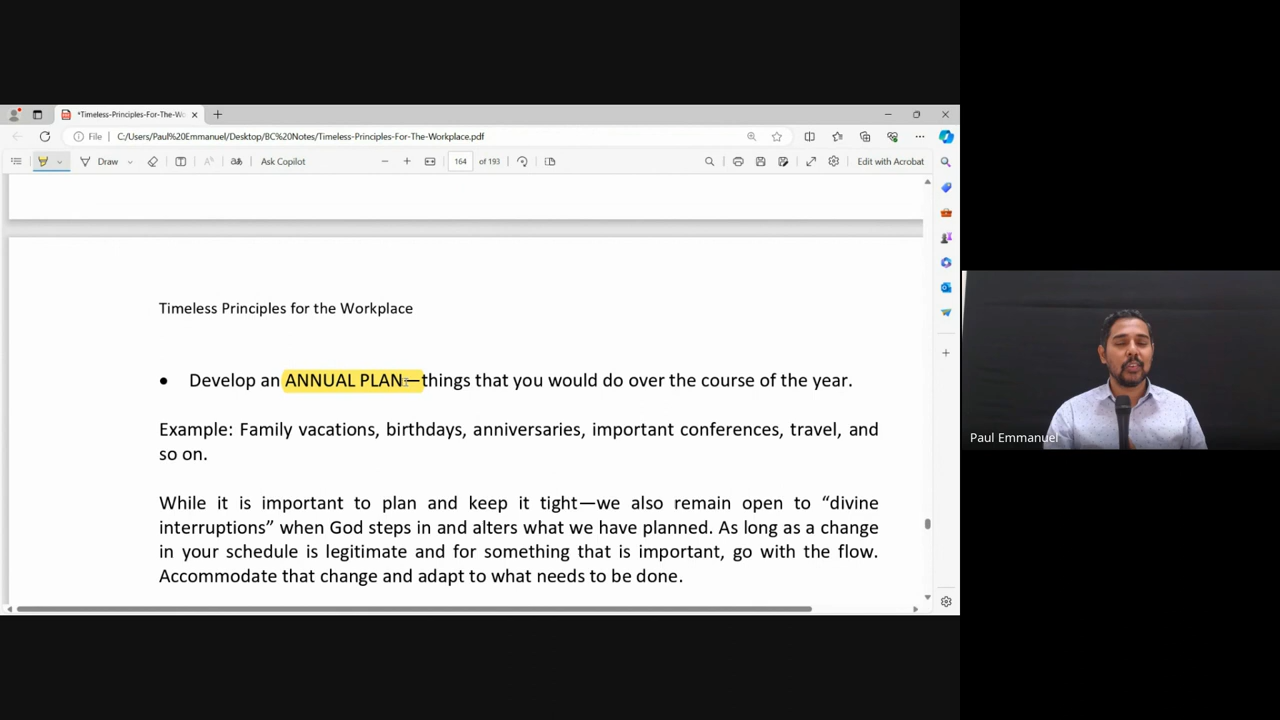 *Timeless-Principles-For-The-Wo
File
C:/Users/Paul%20Emmanuel/Desktop/BC%20Notes/Timeless-Principles-For-The-Workplace.pdf
Draw
Ask Copilot
164 of 193
Edit with Acrobat
Timeless Principles for the Workplace
• Develop an ANNUAL PLAN—things that you would do over the course of the year.
Example: Family vacations, birthdays, anniversaries, important conferences, travel, and
so on.
While it is important to plan and keep it tight—we also remain open to “divine
interruptions” when God steps in and alters what we have planned. As long as a change
in your schedule is legitimate and for something that is important, go with the flow.
Accommodate that change and adapt to what needs to be done.
Paul Emmanuel